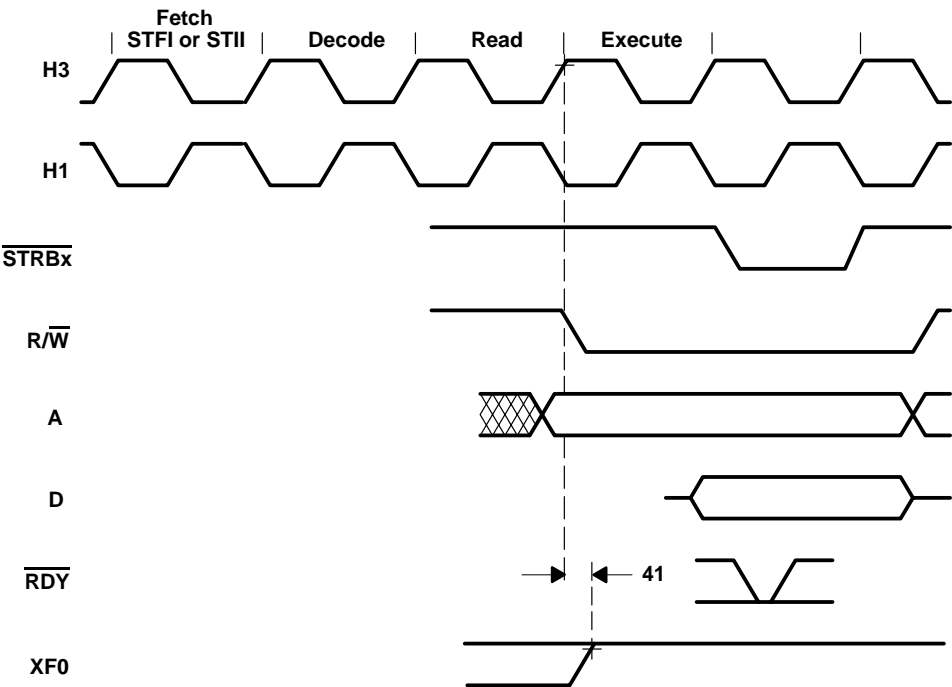 Fetch
STFI or STII Decode Read Execute
H3
H1
STRBx
R/W
A
D
RDY
41
XF0